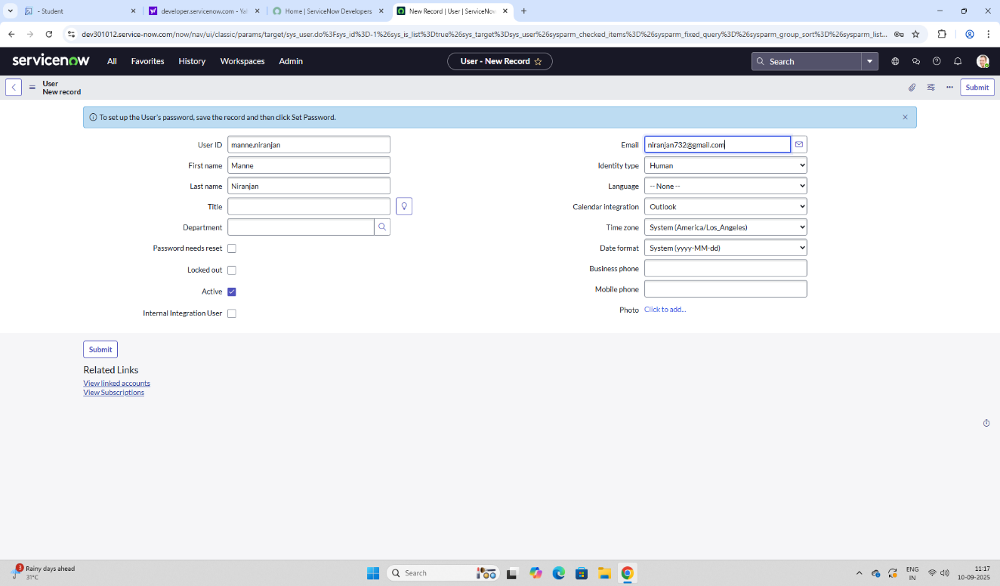 - Student
developer.servicenow.com - Yah
Home | ServiceNow Developers
New Record | User | ServiceNow
dev301012.service-now.com/now/nav/ui/classic/params/target/sys_user.do%3Fsys_id%3D-1%26sys_is_list%3Dtrue%26sys_target%3Dsys_user%26sysparm_checked_items%3D%26sysparm_fixed_query%3D%26sysparm_group_sort%3D%26sysparm_list...
servicenow
All
Favorites
History
Workspaces
Admin
User - New Record
Search
User
New record
Submit
To set up the User's password, save the record and then click Set Password.
User ID manne.niranjan
First name Manne
Last name Niranjan
Title
Department
Password needs reset
Locked out
Active
Internal Integration User
Email niranjan732@gmail.com
Identity type Human
Language -- None --
Calendar integration Outlook
Time zone System (America/Los_Angeles)
Date format System (yyyy-MM-dd)
Business phone
Mobile phone
Photo Click to add...
Submit
Related Links
View linked accounts
View Subscriptions
3
Rainy days ahead
31°C
Search
ENG
IN
11:17
10-09-2025